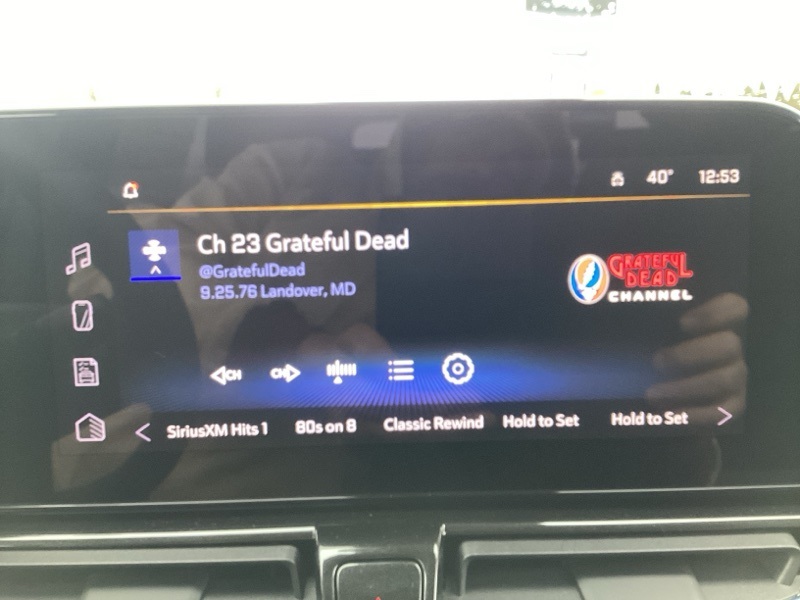 40° 12:53
Ch 23 Grateful Dead
@GratefulDead
9.25.76 Landover, MD
GRATEFUL
DEAD
CHANNEL
CH CH
SiriusXM Hits 1 80s on 8 Classic Rewind Hold to Set Hold to Set